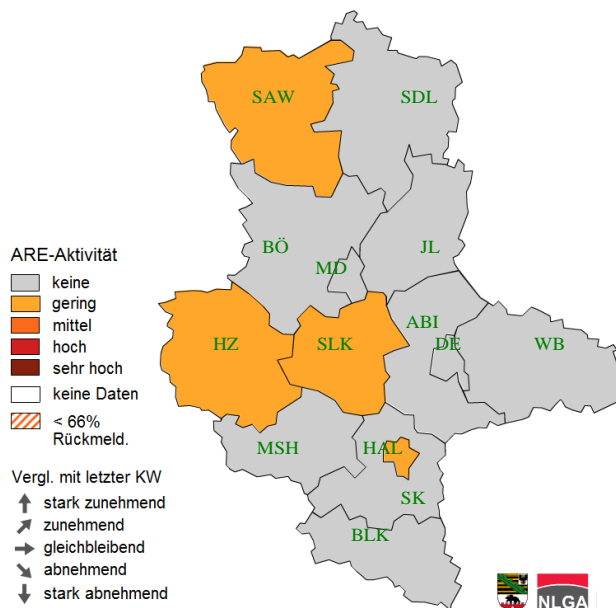 SAW
SDL
BÖ
JL
MD
ABI
HZ
SLK
DE
WB
MSH
HAL
SK
BLK
ARE-Aktivität
keine
gering
mittel
hoch
sehr hoch
keine Daten
< 66%
Rückmeld.
Vergl. mit letzter KW
stark zunehmend
zunehmend
gleichbleibend
abnehmend
stark abnehmend
NLGA